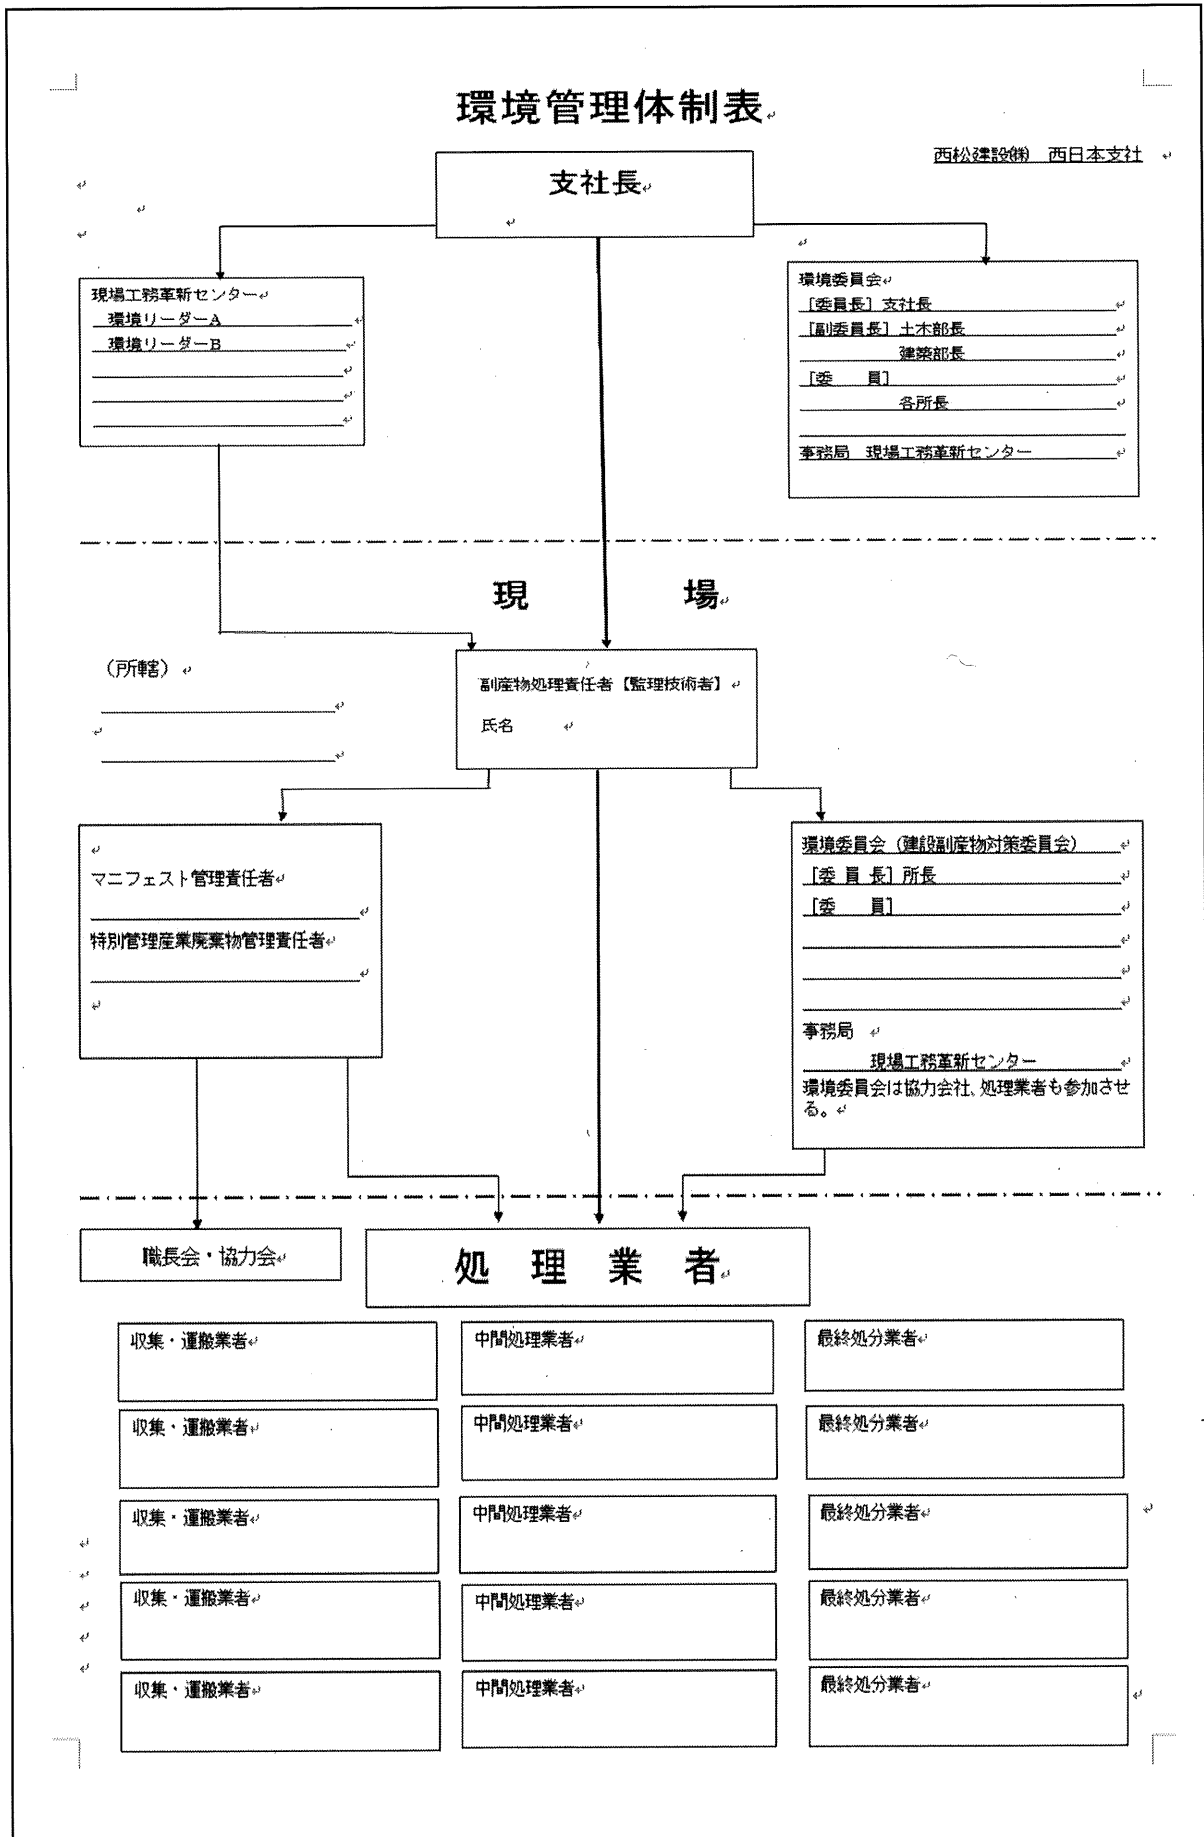 環境管理体制表
西松建設㈱　西日本支社
支社長
現場工務革新センター
環境リーダーA
環境リーダーB
環境委員会
［委員長］支社長
［副委員長］土木部長
建築部長
［委　　員］
各所長
事務局　現場工務革新センター
現　　場
（所轄）
副産物処理責任者【監理技術者】
氏名
マニフェスト管理責任者
特別管理産業廃棄物管理責任者
環境委員会（建設副産物対策委員会）
［委 員 長］所長
［委　　員］
事務局
現場工務革新センター
環境委員会は協力会社、処理業者も参加させ
る。
職長会・協力会
処　理　業　者
収集・運搬業者　中間処理業者　最終処分業者
収集・運搬業者　中間処理業者　最終処分業者
収集・運搬業者　中間処理業者　最終処分業者
収集・運搬業者　中間処理業者　最終処分業者
収集・運搬業者　中間処理業者　最終処分業者